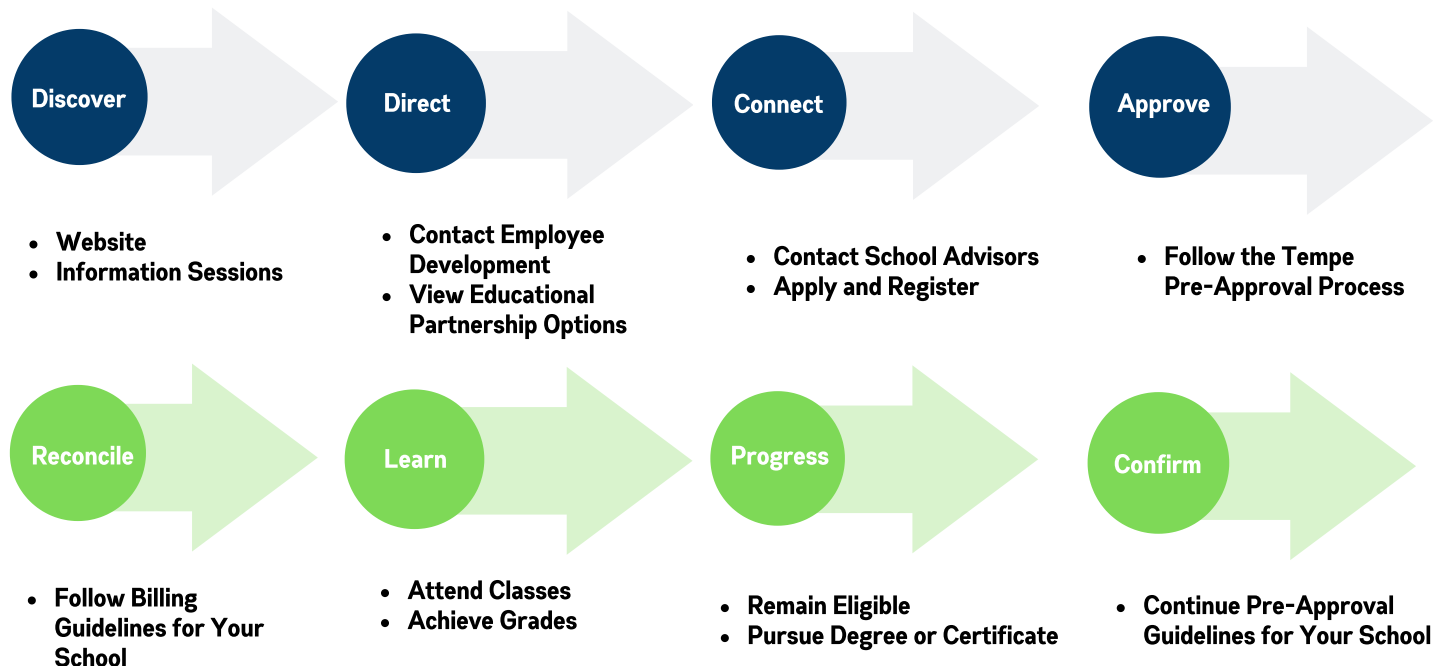 Discover
Direct
Connect
Approve
• Website
• Information Sessions
• Contact Employee
Development
• View Educational
Partnership Options
• Contact School Advisors
• Apply and Register
• Follow the Tempe
Pre-Approval Process
Reconcile
Learn
Progress
Confirm
• Follow Billing
Guidelines for Your
School
• Attend Classes
• Achieve Grades
• Remain Eligible
• Pursue Degree or Certificate
• Continue Pre-Approval
Guidelines for Your School